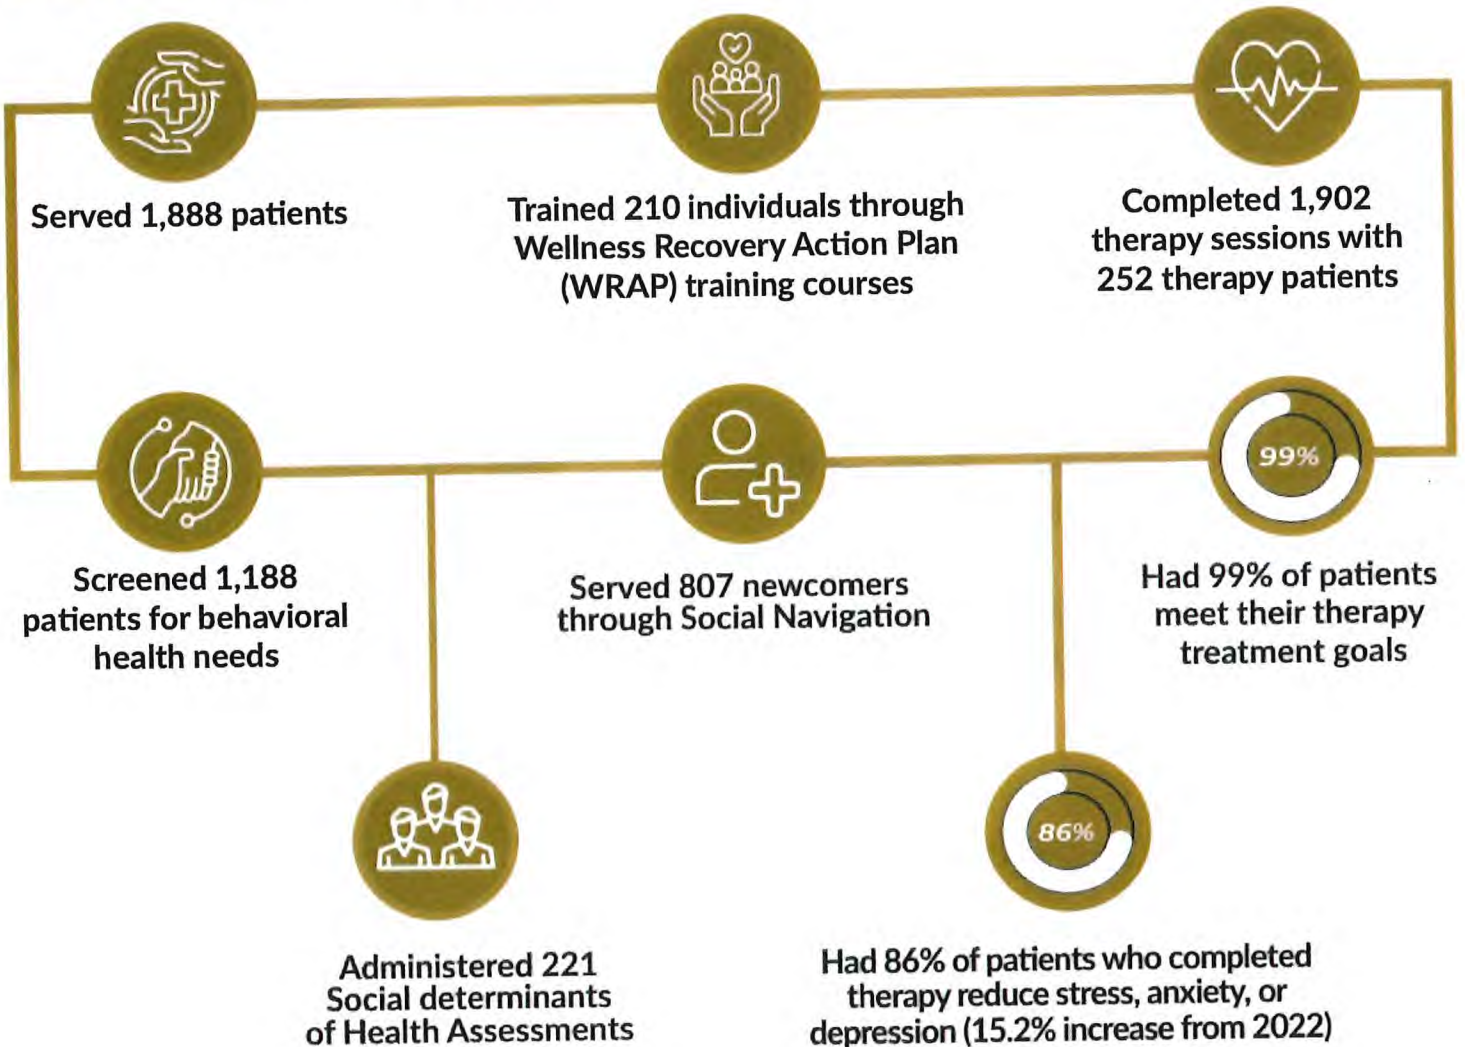 Served 1,888 patients
Trained 210 individuals through
Wellness Recovery Action Plan
(WRAP) training courses
Completed 1,902
therapy sessions with
252 therapy patients
Screened 1,188
patients for behavioral
health needs
Served 807 newcomers
through Social Navigation
99%
Had 99% of patients
meet their therapy
treatment goals
Administered 221
Social determinants
of Health Assessments
86%
Had 86% of patients who completed
therapy reduce stress, anxiety, or
depression (15.2% increase from 2022)